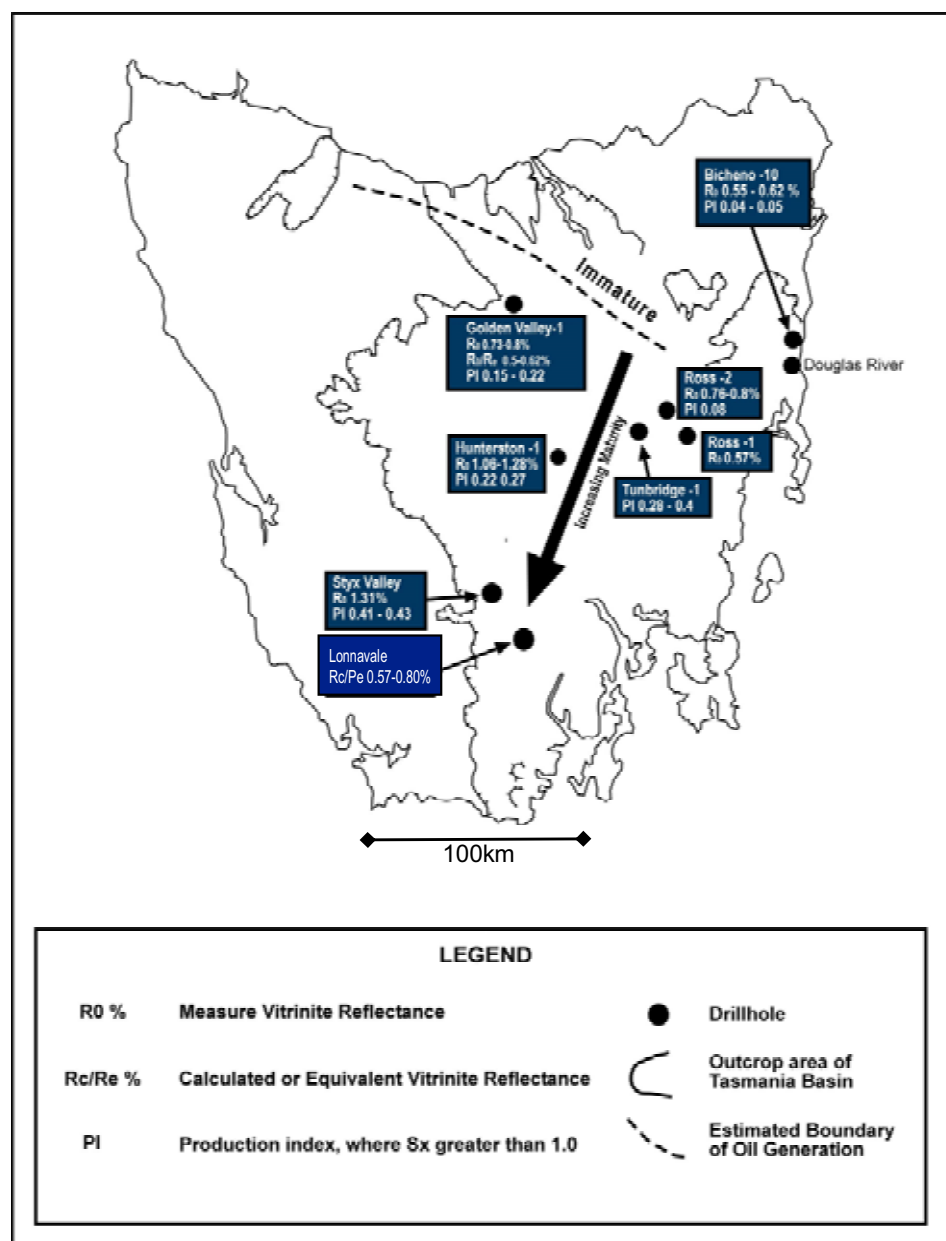 Bicheno -10
R₀ 0.55 - 0.62 %
PI 0.04 - 0.05
Immature
Golden Valley-1
R₀ 0.73-0.8%
PI 0.15 - 0.22
Douglas River
Ross -2
R₀ 0.76-0.8%
PI 0.08
Ross -1
R₀ 0.57%
Increasing Maturity
Hunterston -1
R₀ 1.06-1.28%
PI 0.22 0.27
Tunbridge -1
PI 0.28 - 0.4
Styx Valley
R₀ 1.31%
PI 0.41 - 0.43
Lonnavale
Rc/Pe 0.57-0.80%
100km
LEGEND
R0 % Measure Vitrinite Reflectance
Drillhole
Rc/Re % Calculated or Equivalent Vitrinite Reflectance
Outcrop area of
Tasmania Basin
PI Production index, where Sx greater than 1.0
Estimated Boundary
of Oil Generation